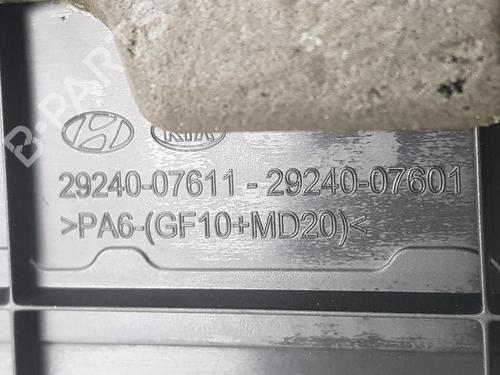 KIA
29240-07611 - 29240-07601
>PA6-(GF10+MD20)<
B-PARTS